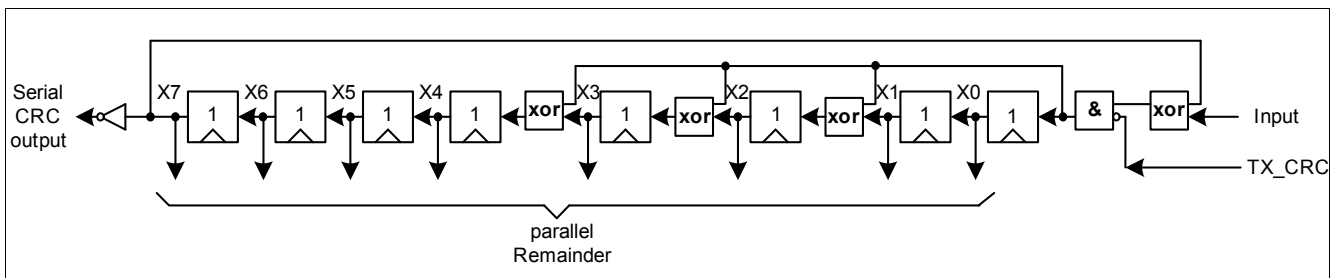 Serial
CRC
output
X7
1
X6
1
X5
1
X4
1
xor
X3
1
xor
X2
1
xor
X1
1
X0
1
&
xor
Input
TX_CRC
parallel
Remainder